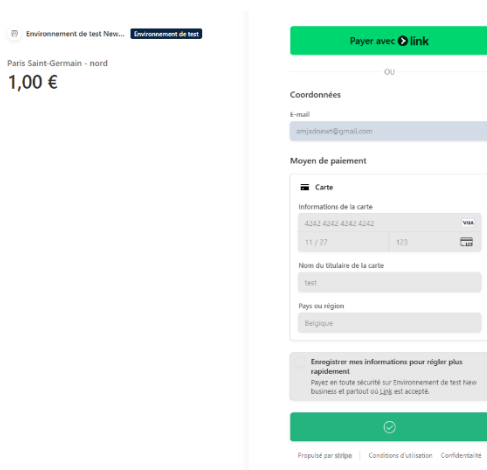 Environnement de test New... Environnement de test
Paris Saint-Germain - nord
1,00 €
Payer avec link
OU
Coordonnées
E-mail
amjadnewt@gmail.com
Moyen de paiement
Carte
Informations de la carte
4242 4242 4242 4242 VISA
11 / 27 123
Nom du titulaire de la carte
test
Pays ou région
Belgique
Enregistrer mes informations pour régler plus
rapidement
Payez en toute sécurité sur Environnement de test New
business et partout où Link est accepté.
Propulsé par stripe | Conditions d'utilisation Confidentialité